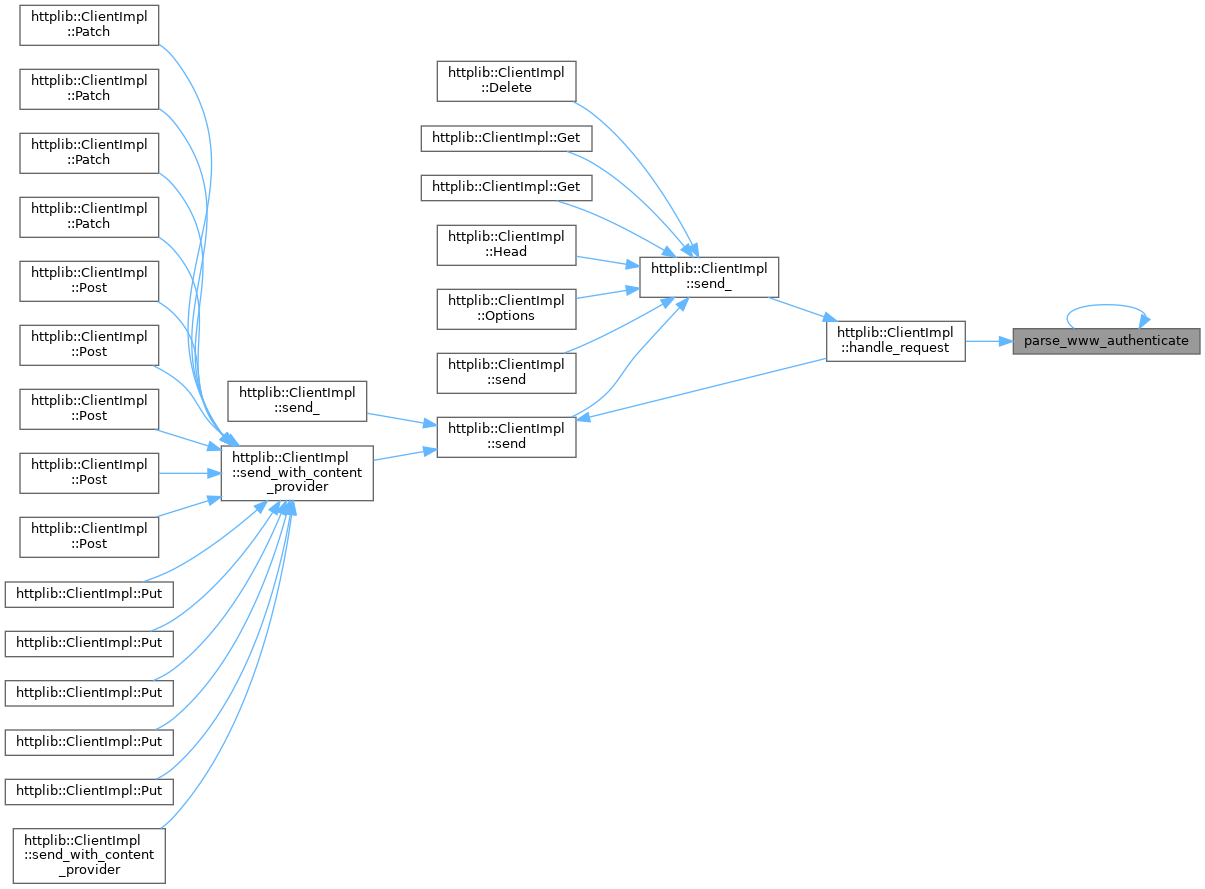 httplib::ClientImpl
::Patch
httplib::ClientImpl
::Patch
httplib::ClientImpl
::Patch
httplib::ClientImpl
::Patch
httplib::ClientImpl
::Post
httplib::ClientImpl
::Post
httplib::ClientImpl
::Post
httplib::ClientImpl
::Post
httplib::ClientImpl
::Post
httplib::ClientImpl::Put
httplib::ClientImpl::Put
httplib::ClientImpl::Put
httplib::ClientImpl::Put
httplib::ClientImpl::Put
httplib::ClientImpl
::send_with_content
_provider
httplib::ClientImpl
::send_
httplib::ClientImpl
::send_with_content
_provider
httplib::ClientImpl
::Delete
httplib::ClientImpl::Get
httplib::ClientImpl::Get
httplib::ClientImpl
::Head
httplib::ClientImpl
::Options
httplib::ClientImpl
::send
httplib::ClientImpl
::send
httplib::ClientImpl
::send_
httplib::ClientImpl
::handle_request
parse_www_authenticate